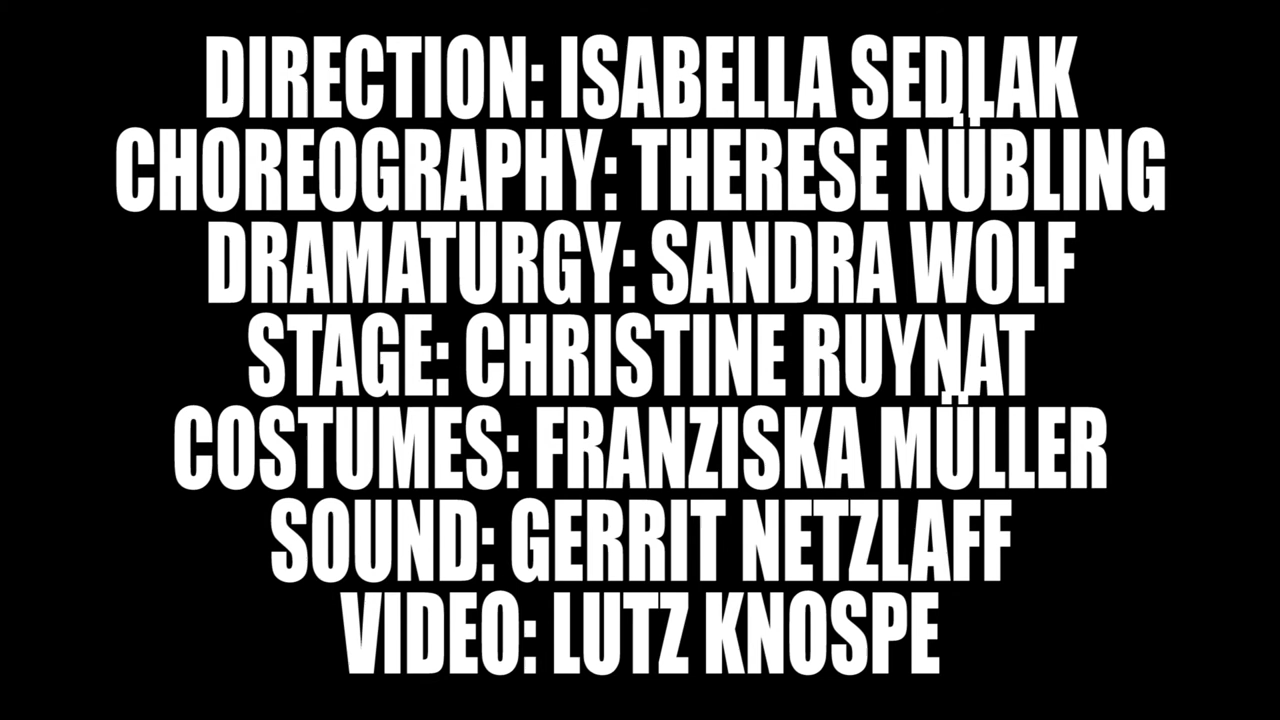 DIRECTION: ISABELLA SEDLAK
CHOREOGRAPHY: THERESE NÜBLING
DRAMATURGY: SANDRA WOLF
STAGE: CHRISTINE RUYNAT
COSTUMES: FRANZISKA MÜLLER
SOUND: GERRIT NETZLAFF
VIDEO: LUTZ KNOSPE